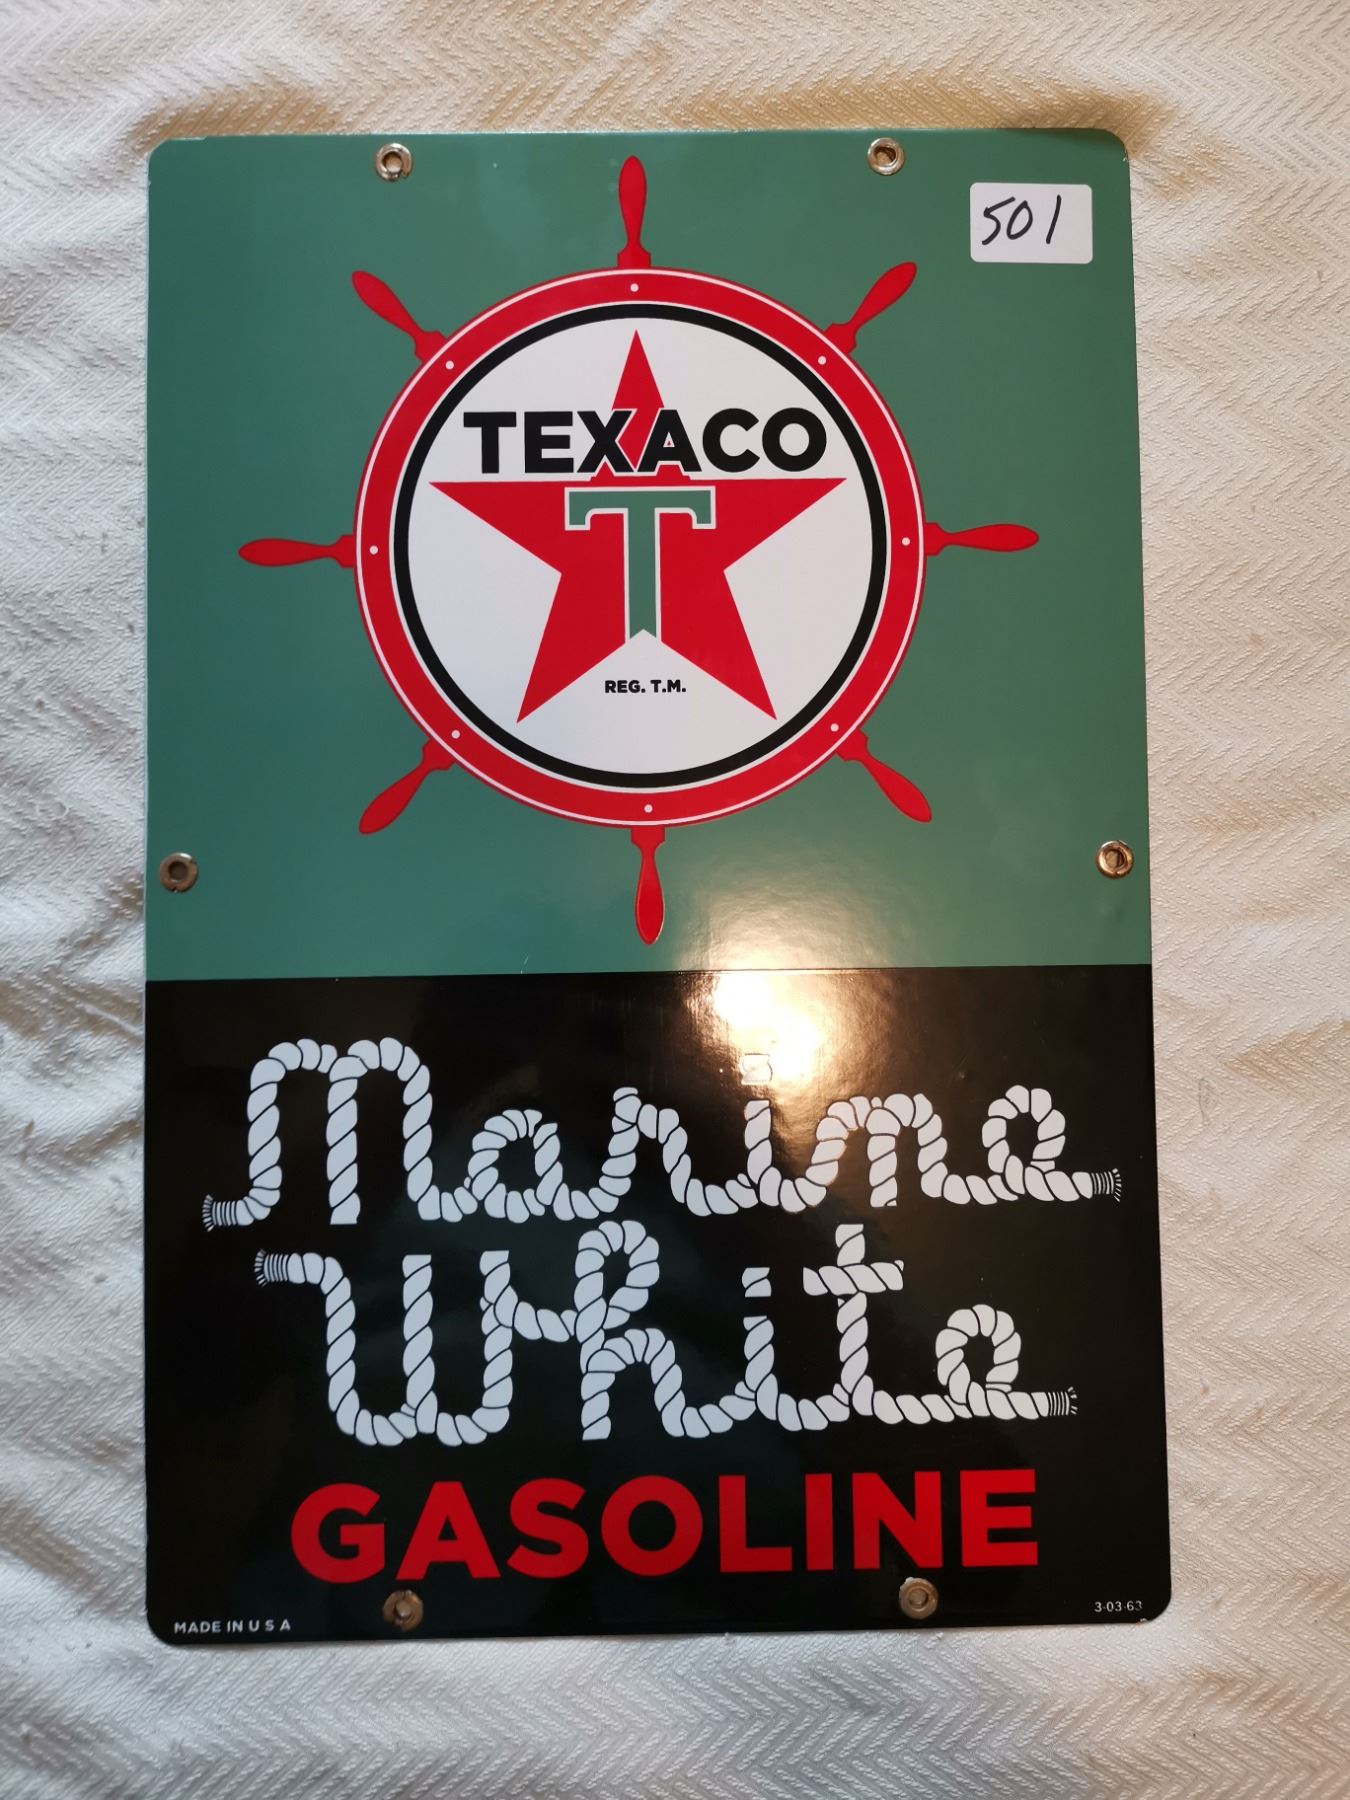 501
TEXACO
T
REG. T.M.
Marine
White
GASOLINE
MADE IN U S A
3-03-63